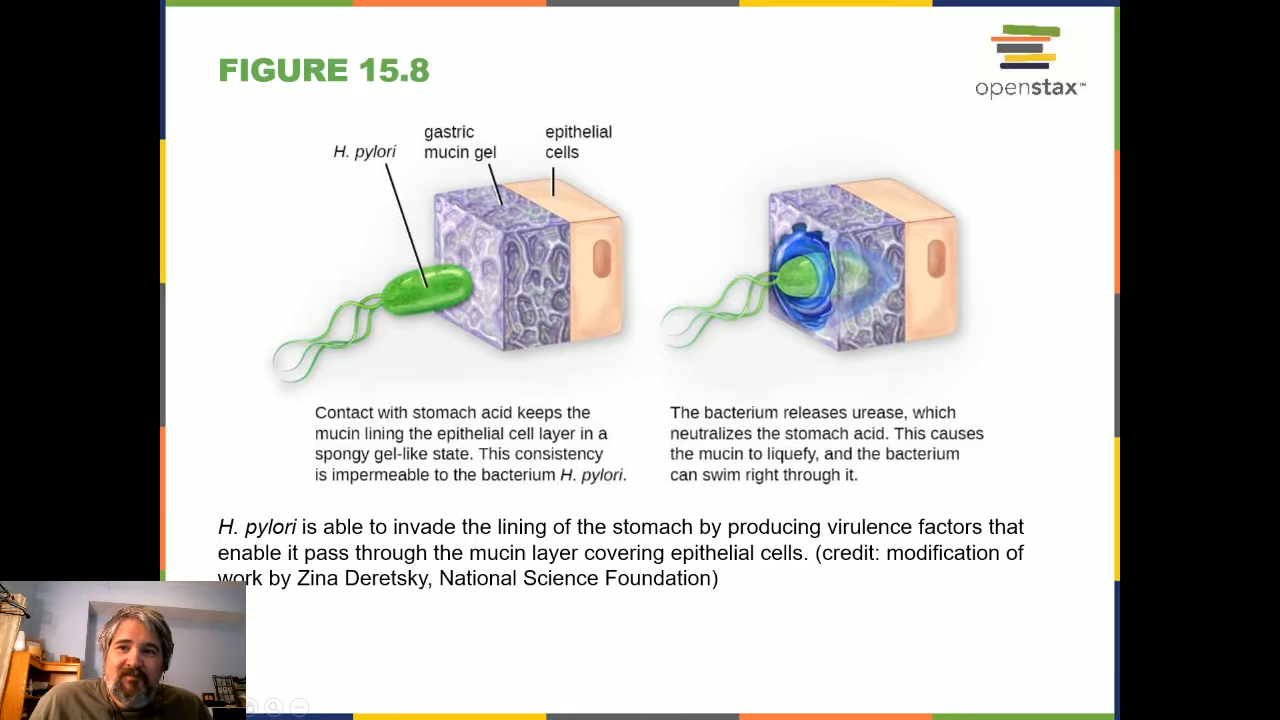 FIGURE 15.8
openstax™
H. pylori
gastric
mucin gel
epithelial
cells
Contact with stomach acid keeps the
mucin lining the epithelial cell layer in a
spongy gel-like state. This consistency
is impermeable to the bacterium H. pylori.
The bacterium releases urease, which
neutralizes the stomach acid. This causes
the mucin to liquefy, and the bacterium
can swim right through it.
H. pylori is able to invade the lining of the stomach by producing virulence factors that
enable it pass through the mucin layer covering epithelial cells. (credit: modification of
work by Zina Deretsky, National Science Foundation)